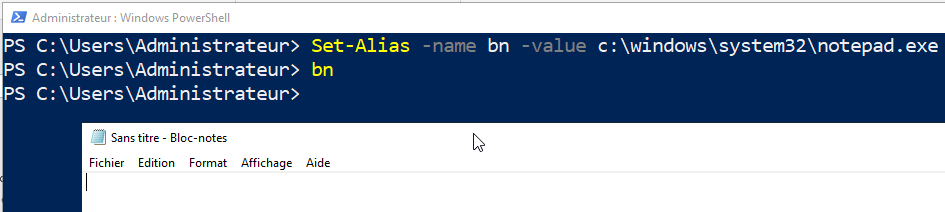 Administrateur : Windows PowerShell
PS C:\Users\Administrateur> Set-Alias -name bn -value c:\windows\system32\notepad.exe
PS C:\Users\Administrateur> bn
PS C:\Users\Administrateur>
Sans titre - Bloc-notes
Fichier Edition Format Affichage Aide